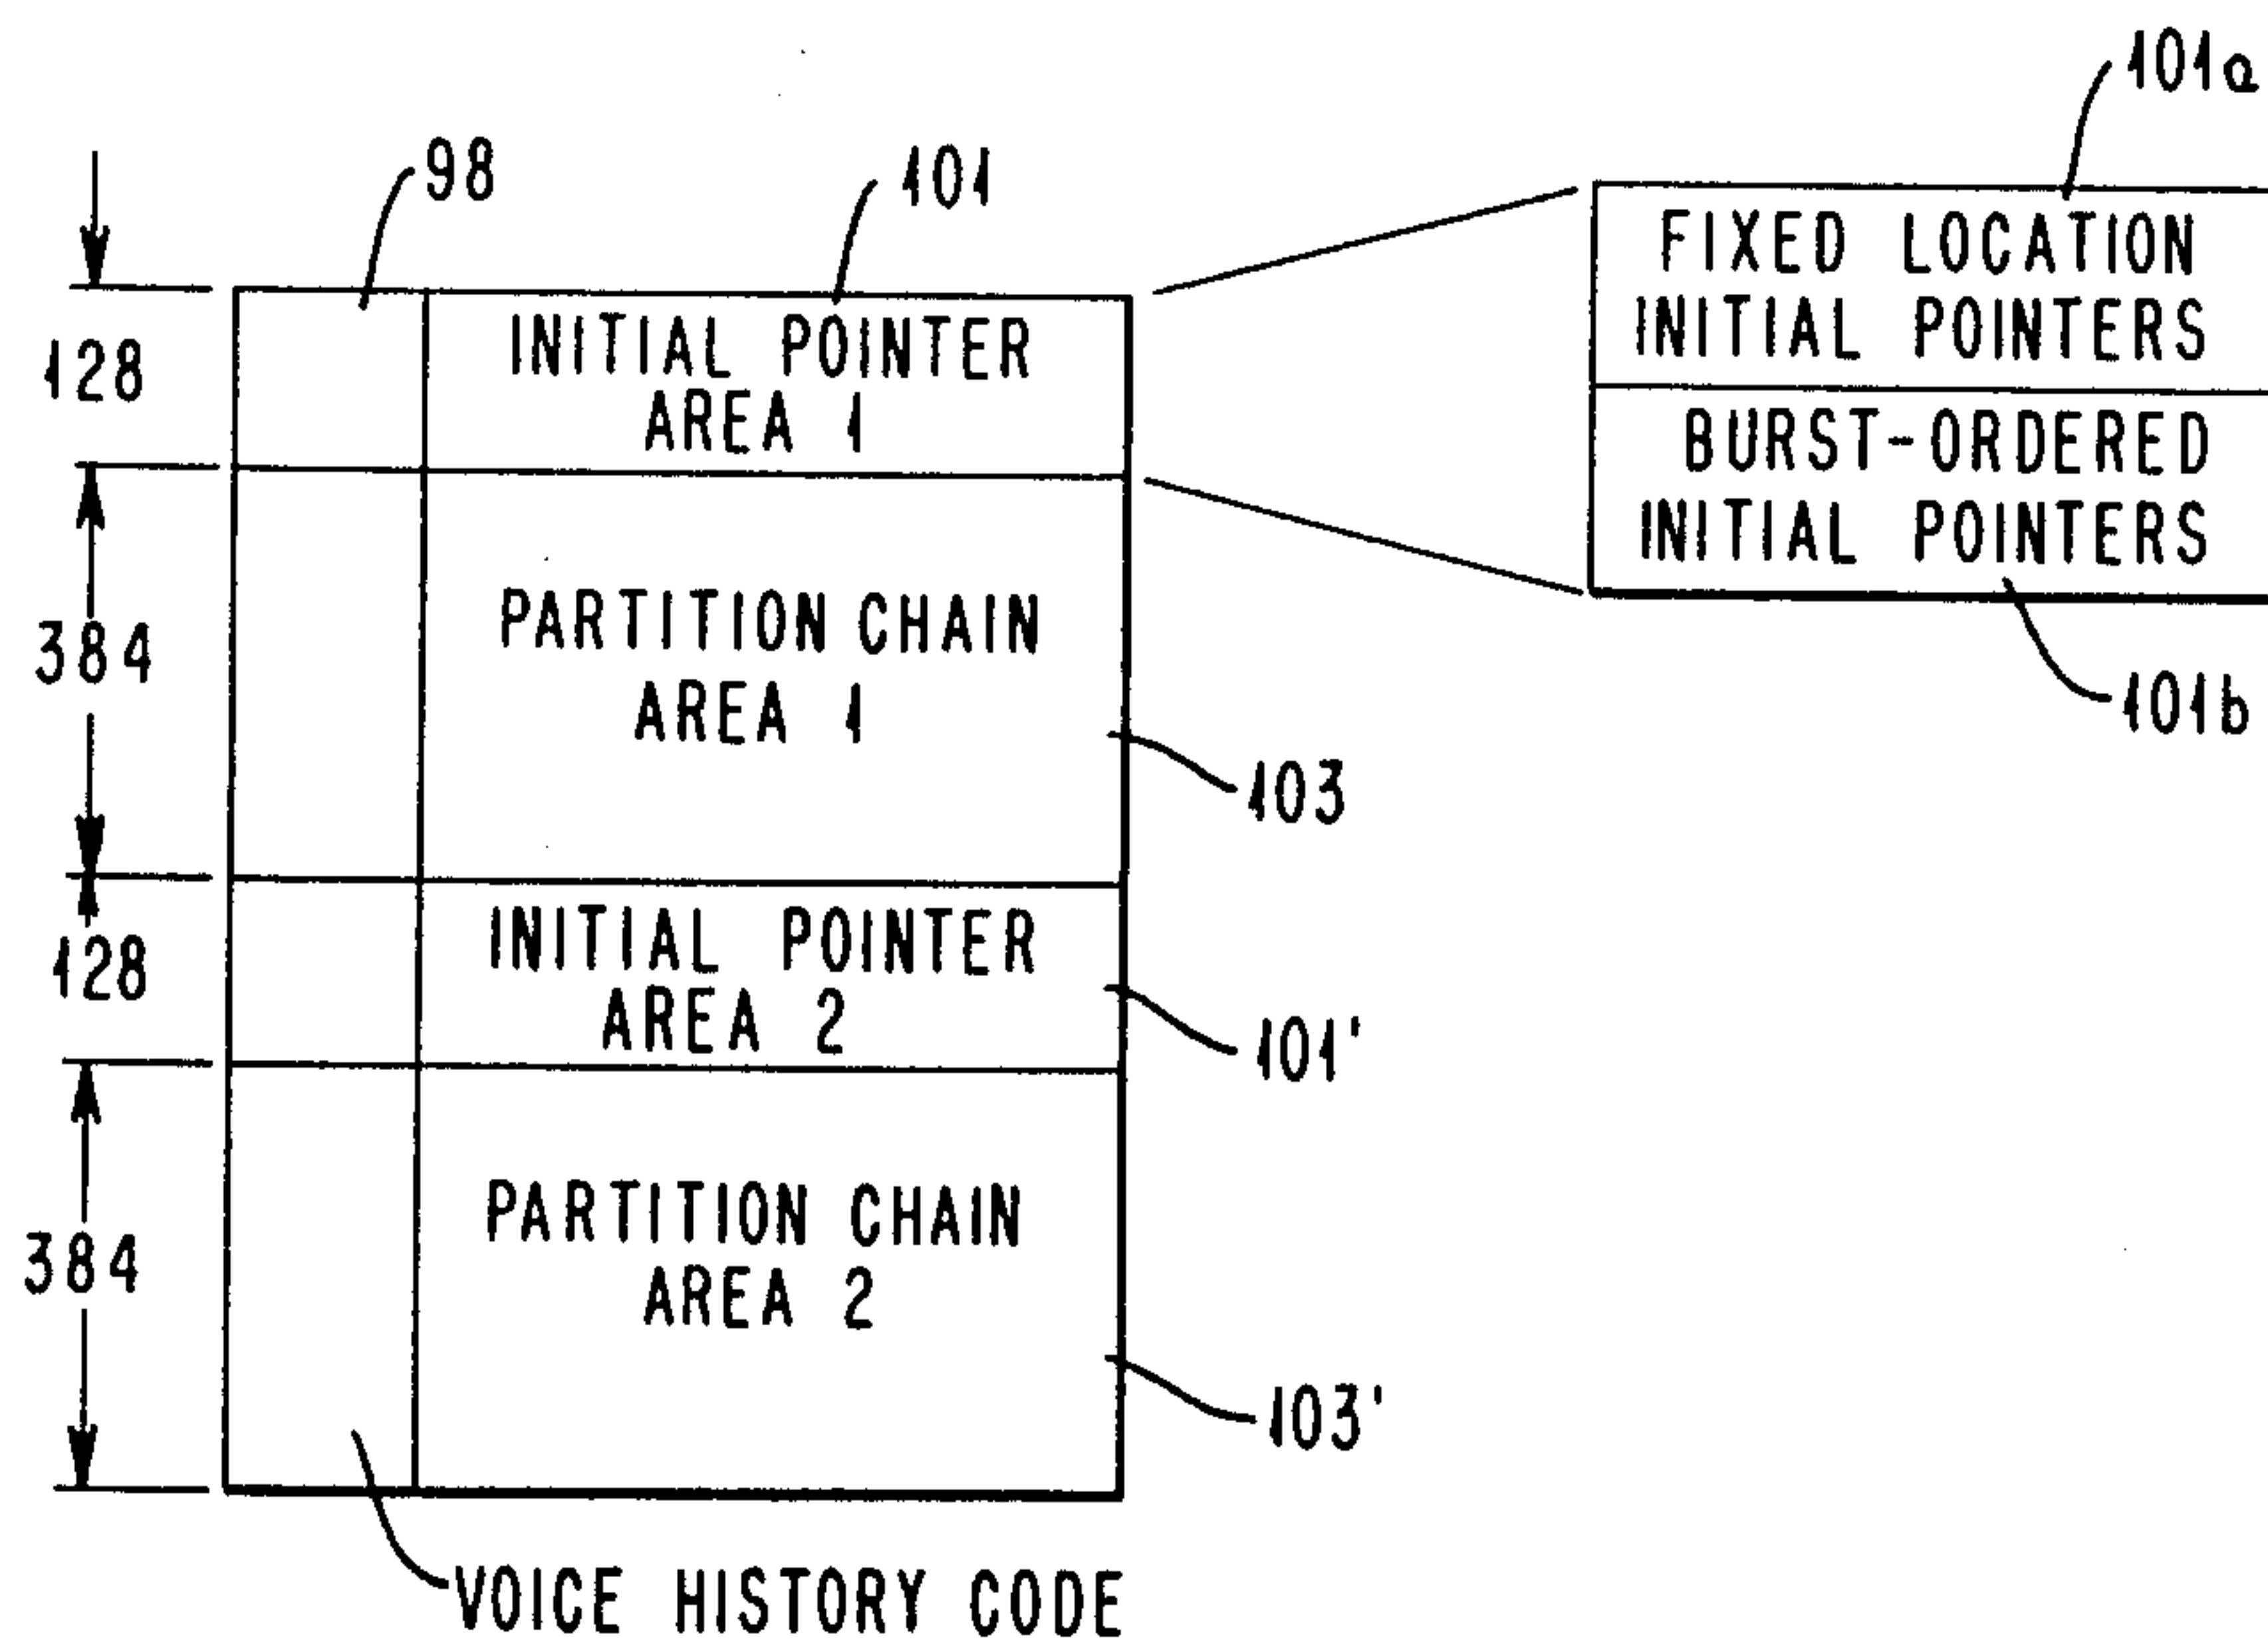 101a
98
101
FIXED LOCATION
INITIAL POINTERS
128
INITIAL POINTER
AREA 1
BURST-ORDERED
INITIAL POINTERS
384
PARTITION CHAIN
AREA 1
101b
103
128
INITIAL POINTER
AREA 2
101'
384
PARTITION CHAIN
AREA 2
103'
VOICE HISTORY CODE